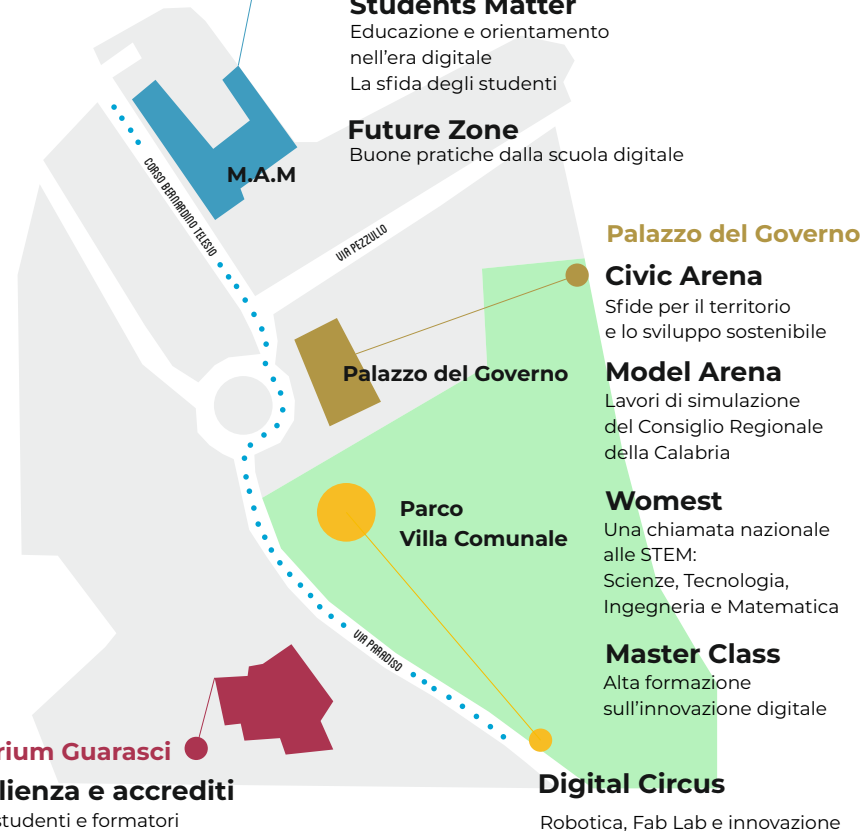 Students Matter
Educazione e orientamento
nell'era digitale
La sfida degli studenti
Future Zone
Buone pratiche dalla scuola digitale
M.A.M
CORSO BERNARDINO TELESIO
VIA PEZZULLO
Palazzo del Governo
Civic Arena
Sfide per il territorio
e lo sviluppo sostenibile
Palazzo del Governo
Model Arena
Lavori di simulazione
del Consiglio Regionale
della Calabria
Parco
Villa Comunale
Womest
Una chiamata nazionale
alle STEM:
Scienze, Tecnologia,
Ingegneria e Matematica
VIA PARADISO
Master Class
Alta formazione
sull'innovazione digitale
rium Guarasci
lienza e accrediti
studenti e formatori
Digital Circus
Robotica, Fab Lab e innovazione